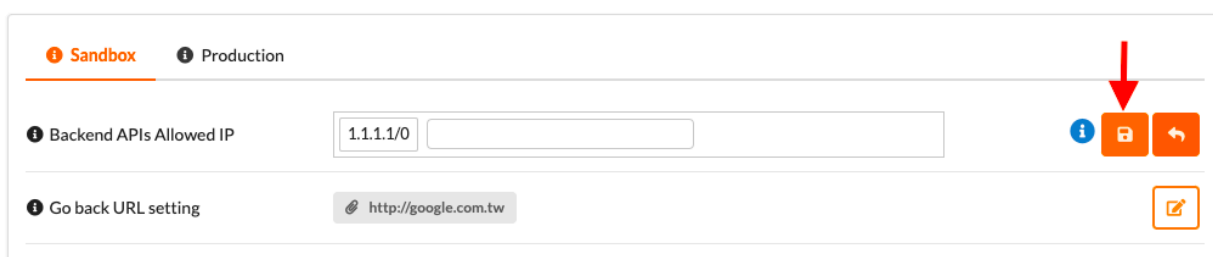 Sandbox Production
Backend APIs Allowed IP 1.1.1.1/0
Go back URL setting http://google.com.tw